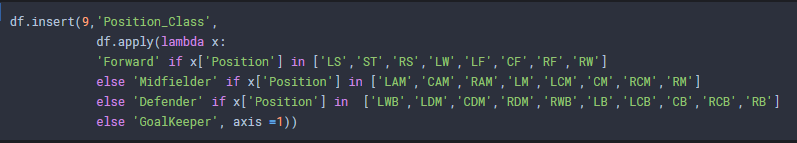 df.insert(9,'Position_Class',
df.apply(lambda x:
'Forward' if x['Position'] in ['LS','ST','RS','LW','LF','CF','RF','RW']
else 'Midfielder' if x['Position'] in ['LAM','CAM','RAM','LM','LCM','CM','RCM','RM']
else 'Defender' if x['Position'] in  ['LWB','LDM','CDM','RDM','RWB','LB','LCB','CB','RCB','RB']
else 'GoalKeeper', axis =1))